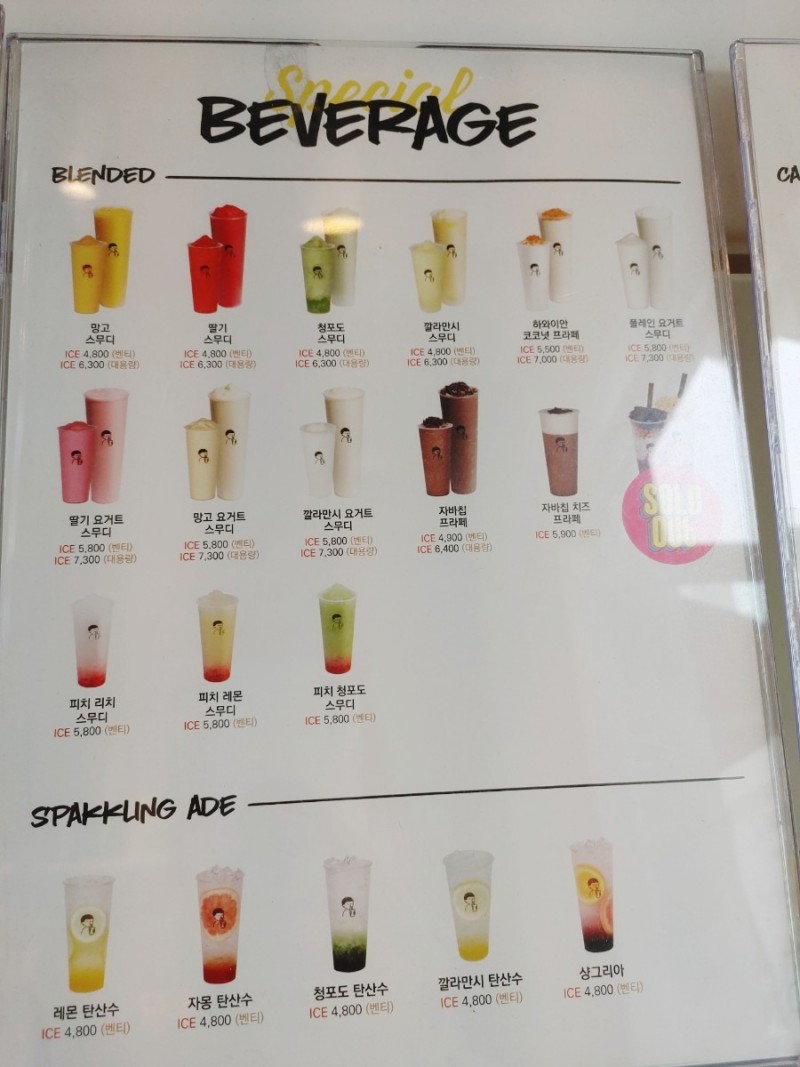 Special
BEVERAGE
BLENDED
CA
망고
스무디
ICE 4,800 (벤티)
ICE 6,300 (대용량)
딸기
스무디
ICE 4,800 (벤티)
ICE 6,300 (대용량)
청포도
스무디
ICE 4,800 (벤티)
ICE 6,300 (대용량)
깔라만시
스무디
ICE 4,800 (벤티)
ICE 6,300 (대용량)
하와이안
코코넛 프라페
ICE 5,500 (벤티)
ICE 7,000 (대용량)
플레인 요거트
스무디
ICE 5,800 (벤티)
ICE 7,300 (대용량)
딸기 요거트
스무디
ICE 5,800 (벤티)
ICE 7,300 (대용량)
망고 요거트
스무디
ICE 5,800 (벤티)
ICE 7,300 (대용량)
깔라만시 요거트
스무디
ICE 5,800 (벤티)
ICE 7,300 (대용량)
자바칩
프라페
ICE 4,900 (벤티)
ICE 6,400 (대용량)
자바칩 치즈
프라페
ICE 5,900 (벤티)
SOLD
OUT
피치 리치
스무디
ICE 5,800 (벤티)
피치 레몬
스무디
ICE 5,800 (벤티)
피치 청포도
스무디
ICE 5,800 (벤티)
SPAKKLING ADE
레몬 탄산수
ICE 4,800 (벤티)
자몽 탄산수
ICE 4,800 (벤티)
청포도 탄산수
ICE 4,800 (벤티)
깔라만시 탄산수
ICE 4,800 (벤티)
샹그리아
ICE 4,800 (벤티)